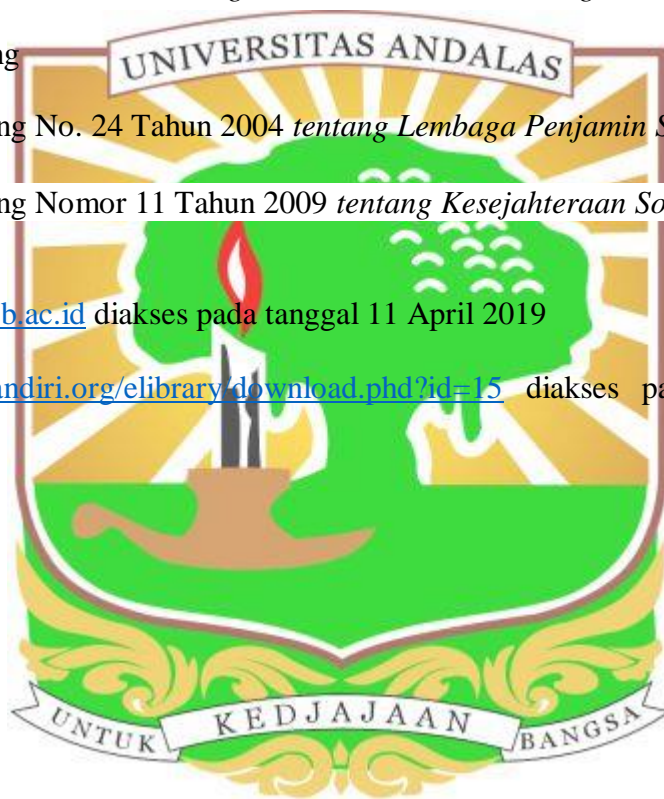 UNIVERSITAS ANDALAS
ng
ng No. 24 Tahun 2004 tentang Lembaga Penjamin S
ng Nomor 11 Tahun 2009 tentang Kesejahteraan So
b.ac.id diakses pada tanggal 11 April 2019
andiri.org/elibrary/download.phd?id=15 diakses pa
UNTUK KEDJAJAAN BANGSA